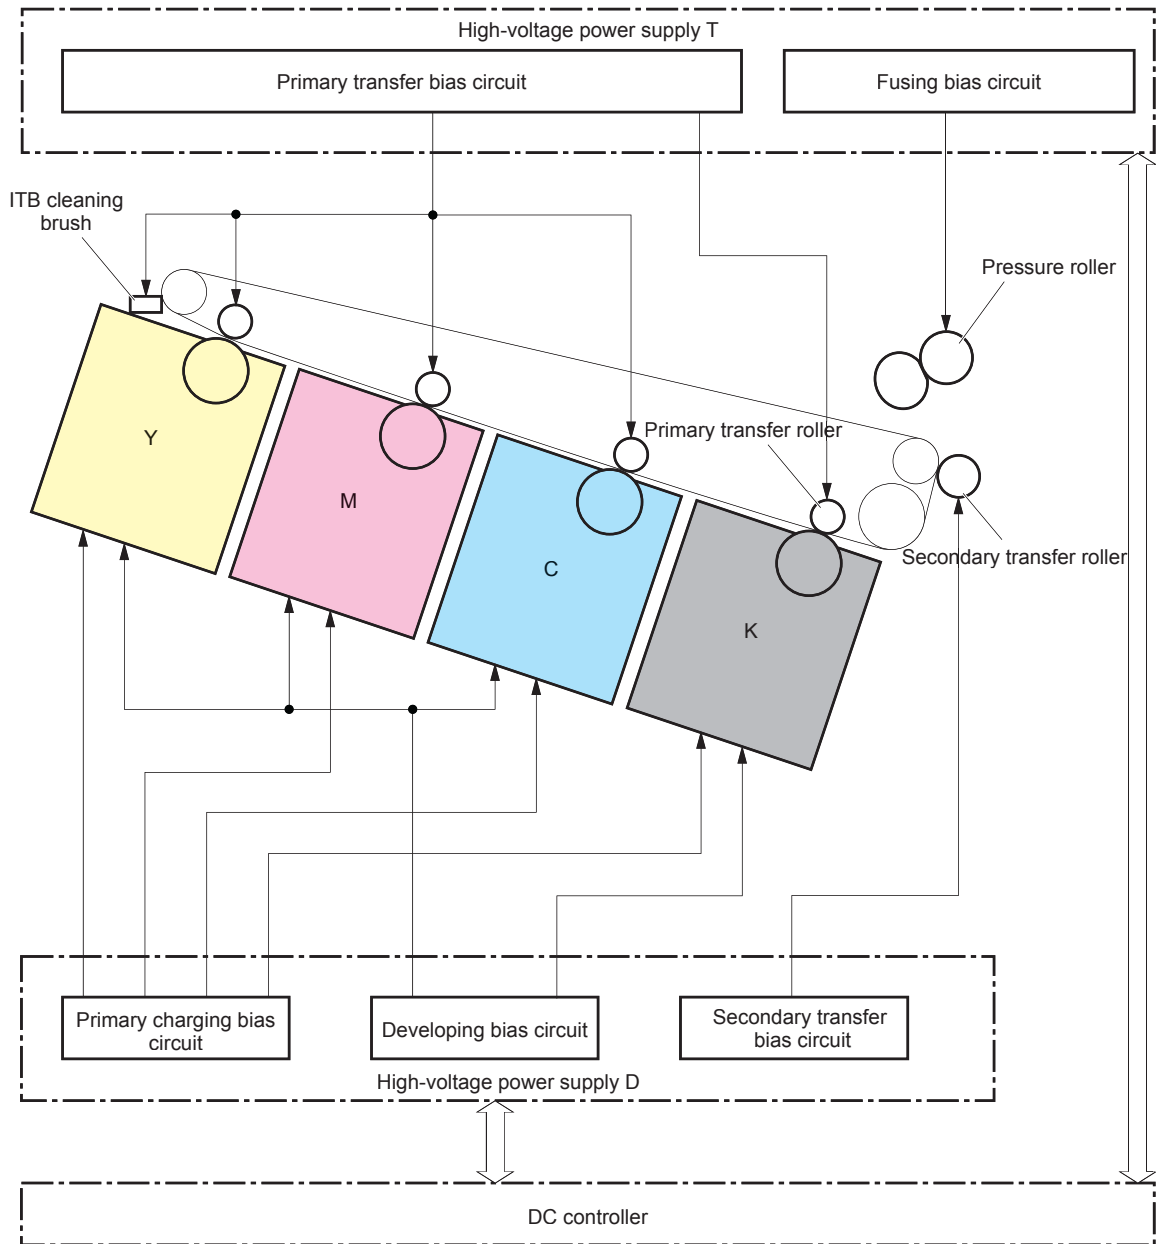 High-voltage power supply T
Primary transfer bias circuit
Fusing bias circuit
ITB cleaning
brush
Pressure roller
Y
Primary transfer roller
M
Secondary transfer roller
C
K
Primary charging bias
circuit
Developing bias circuit
Secondary transfer
bias circuit
High-voltage power supply D
DC controller